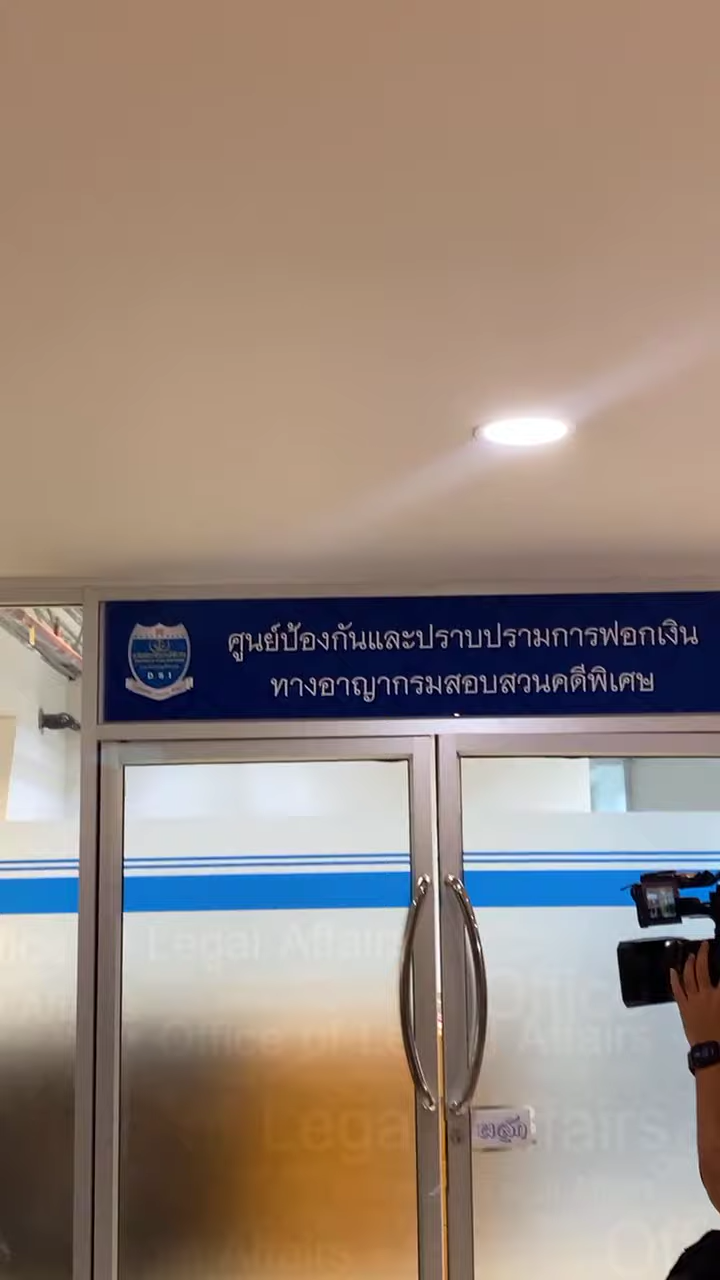 ศูนย์ป้องกันและปราบปรามการฟอกเงิน
ทางอาญากรมสอบสวนคดีพิเศษ
DSI
Legal Affairs
Office
Office of Legal Affairs
Legal Affairs
ผลัก
Affairs